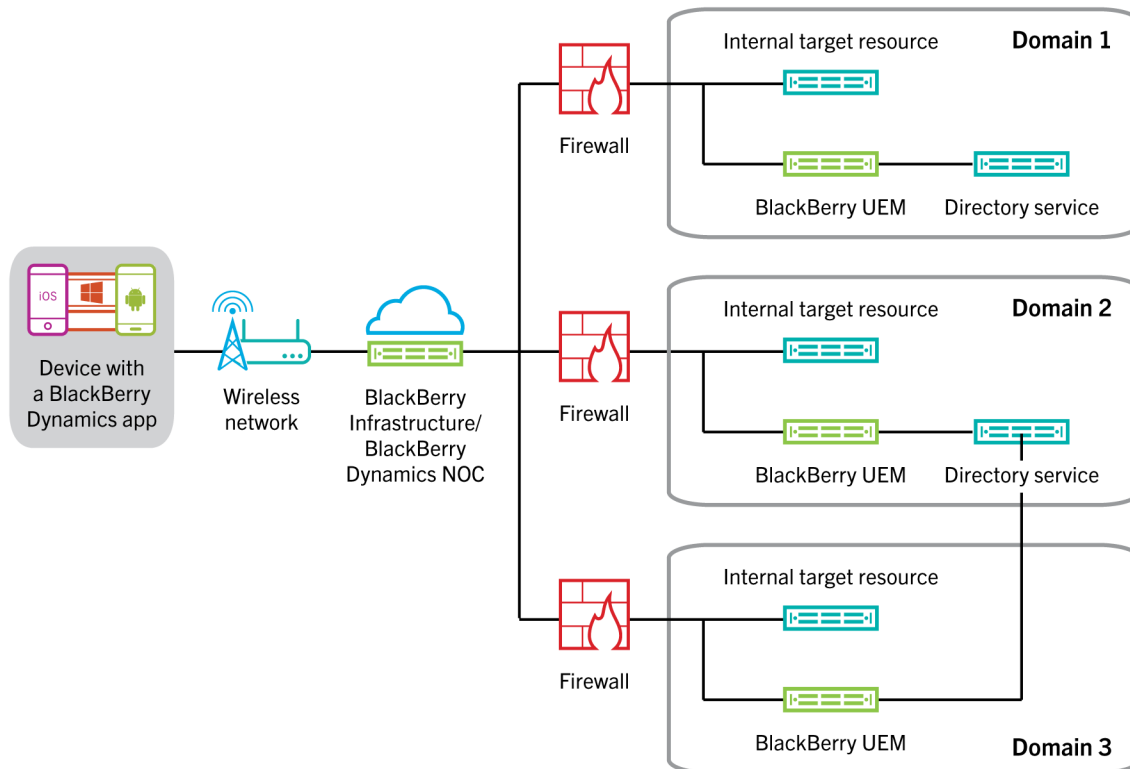 Internal target resource
Domain 1
Firewall
BlackBerry UEM
Directory service
iOS
Device with
a BlackBerry
Dynamics app
Wireless
network
BlackBerry
Infrastructure/
BlackBerry
Dynamics NOC
Internal target resource
Domain 2
Firewall
BlackBerry UEM
Directory service
Internal target resource
Firewall
BlackBerry UEM
Domain 3